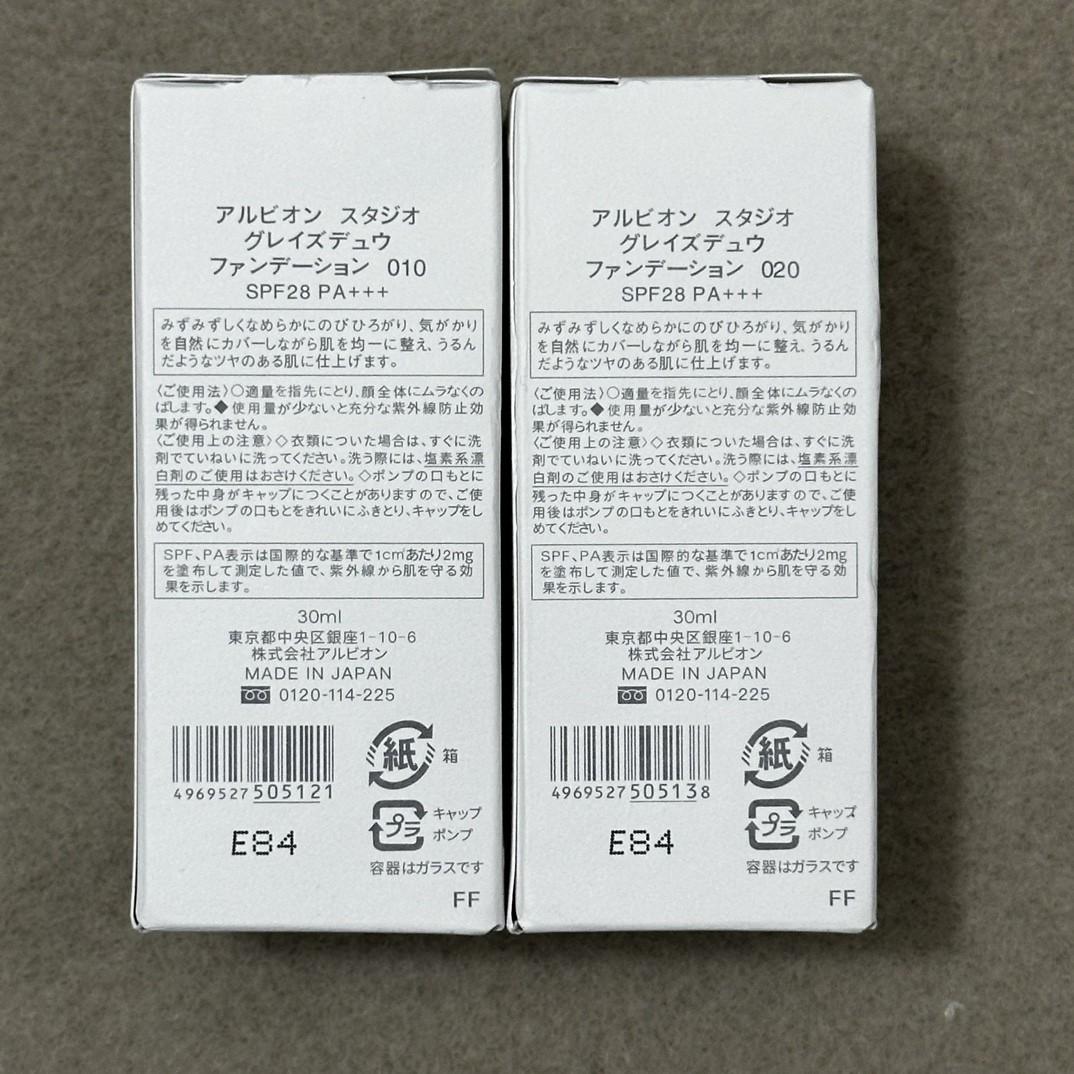 アルビオン スタジオ
グレイズデュウ
ファンデーション 010
SPF28 PA+++
みずみずしくなめらかにのびひろがり、気がかり
を自然にカバーしながら肌を均一に整え、うるん
だようなツヤのある肌に仕上げます。
〈ご使用法〉○適量を指先にとり、顔全体にムラなくの
ばします。◆使用量が少ないと充分な紫外線防止効
果が得られません。
〈ご使用上の注意〉◇衣類についた場合は、すぐに洗
剤でていねいに洗ってください。洗う際には、塩素系漂
白剤のご使用はおさけください。◇ポンプの口もとに
残った中身がキャップにつくことがありますので、ご使
用後はポンプの口もとをきれいにふきとり、キャップをし
めてください。
SPF、PA表示は国際的な基準で1c㎡あたり2mg
を塗布して測定した値で、紫外線から肌を守る効
果を示します。
30ml
東京都中央区銀座1-10-6
株式会社アルビオン
MADE IN JAPAN
0120-114-225
紙 箱
4969527505121
プラ キャップ
ポンプ
E84
容器はガラスです
FF
アルビオン スタジオ
グレイズデュウ
ファンデーション 020
SPF28 PA+++
みずみずしくなめらかにのびひろがり、気がかり
を自然にカバーしながら肌を均一に整え、うるん
だようなツヤのある肌に仕上げます。
〈ご使用法〉○適量を指先にとり、顔全体にムラなくの
ばします。◆使用量が少ないと充分な紫外線防止効
果が得られません。
〈ご使用上の注意〉◇衣類についた場合は、すぐに洗
剤でていねいに洗ってください。洗う際には、塩素系漂
白剤のご使用はおさけください。◇ポンプの口もとに
残った中身がキャップにつくことがありますので、ご使
用後はポンプの口もとをきれいにふきとり、キャップをし
めてください。
SPF、PA表示は国際的な基準で1c㎡あたり2mg
を塗布して測定した値で、紫外線から肌を守る効
果を示します。
30ml
東京都中央区銀座1-10-6
株式会社アルビオン
MADE IN JAPAN
0120-114-225
紙 箱
4969527505138
プラ キャップ
ポンプ
E84
容器はガラスです
FF